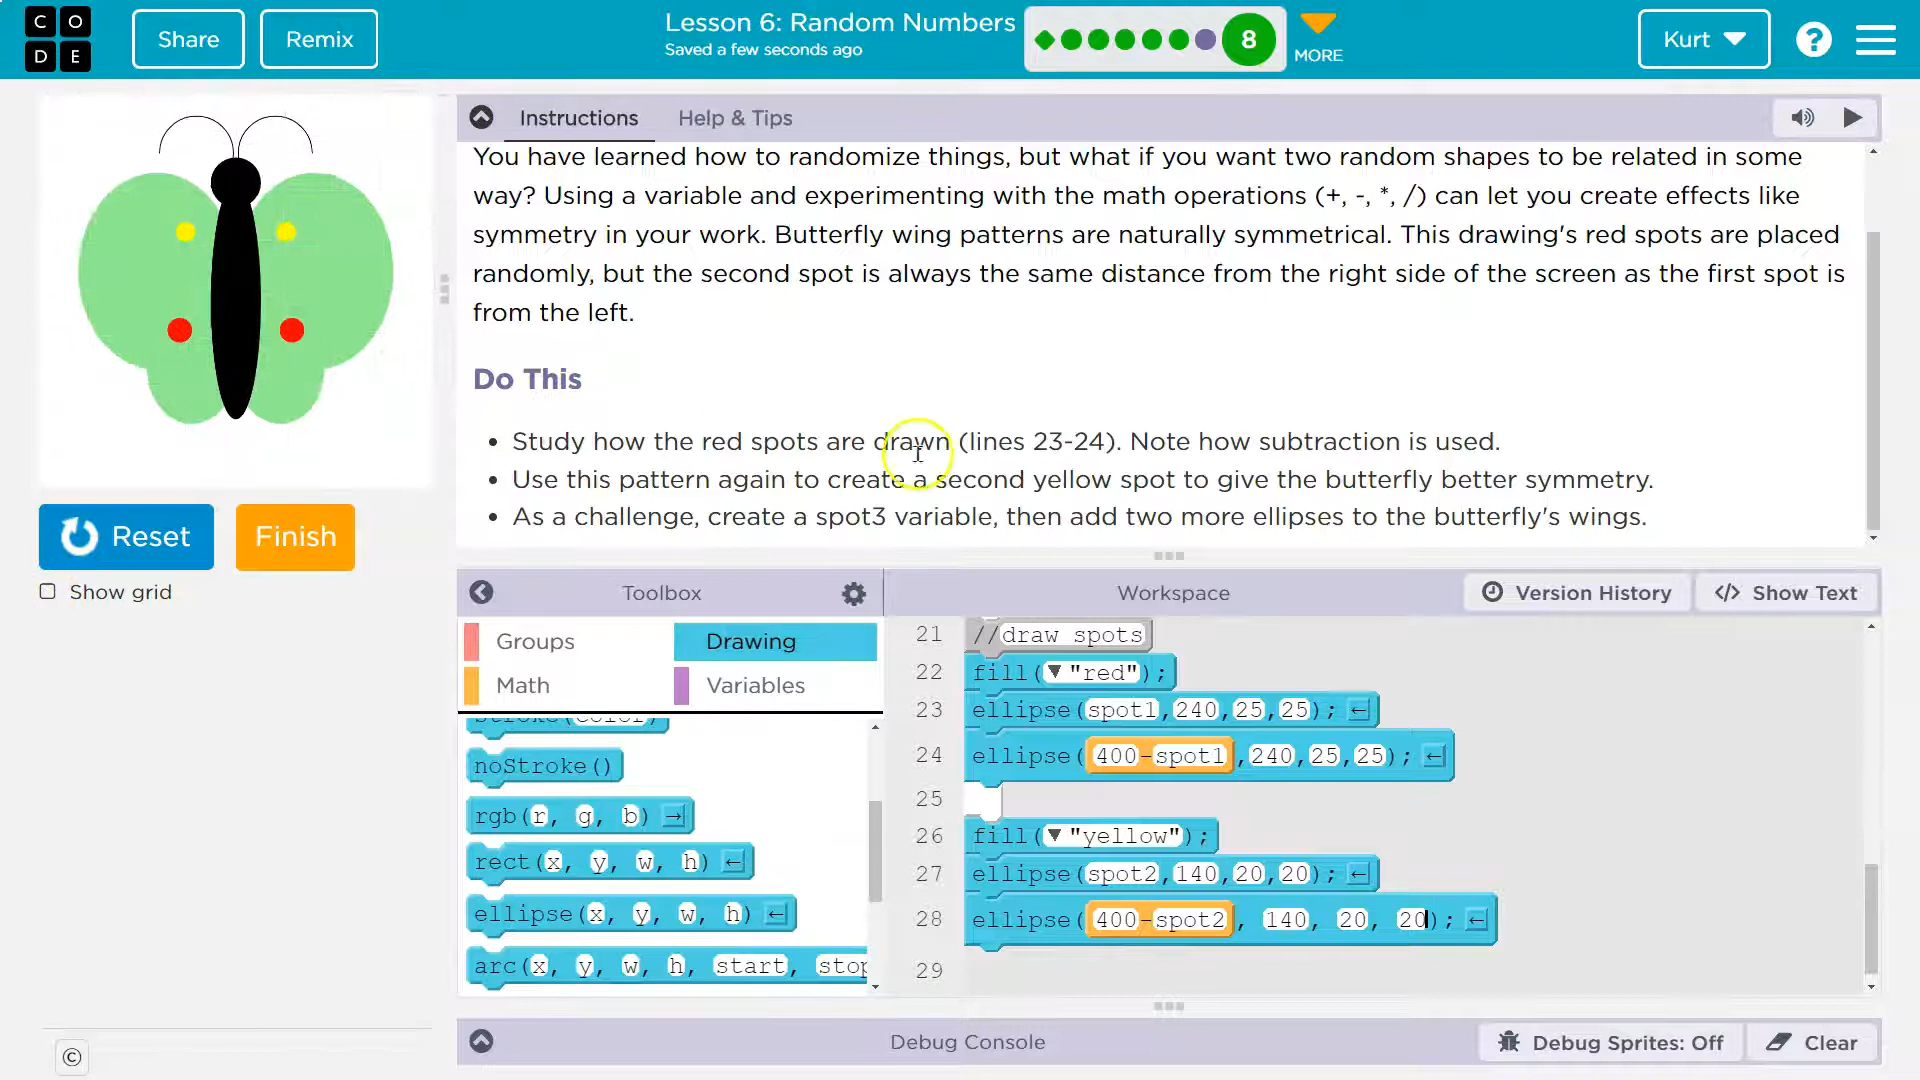 C O
D E
Share
Remix
Lesson 6: Random Numbers
Saved a few seconds ago
8
MORE
Kurt
?
Instructions
Help & Tips
You have learned how to randomize things, but what if you want two random shapes to be related in some
way? Using a variable and experimenting with the math operations (+, -, *, /) can let you create effects like
symmetry in your work. Butterfly wing patterns are naturally symmetrical. This drawing's red spots are placed
randomly, but the second spot is always the same distance from the right side of the screen as the first spot is
from the left.
Do This
• Study how the red spots are drawn (lines 23-24). Note how subtraction is used.
• Use this pattern again to create a second yellow spot to give the butterfly better symmetry.
• As a challenge, create a spot3 variable, then add two more ellipses to the butterfly's wings.
Reset
Finish
Show grid
Toolbox
Workspace
Version History
</> Show Text
Groups
Drawing
Math
Variables
stroke(color)
noStroke()
rgb(r, g, b) →
rect(x, y, w, h) ←
ellipse(x, y, w, h) ←
arc(x, y, w, h, start, stop
21 //draw spots
22 fill(▼ "red");
23 ellipse(spot1,240,25,25); ←
24 ellipse(400-spot1,240,25,25); ←
25
26 fill(▼ "yellow");
27 ellipse(spot2,140,20,20); ←
28 ellipse(400-spot2, 140, 20, 20); ←
29
©
Debug Console
Debug Sprites: Off
Clear